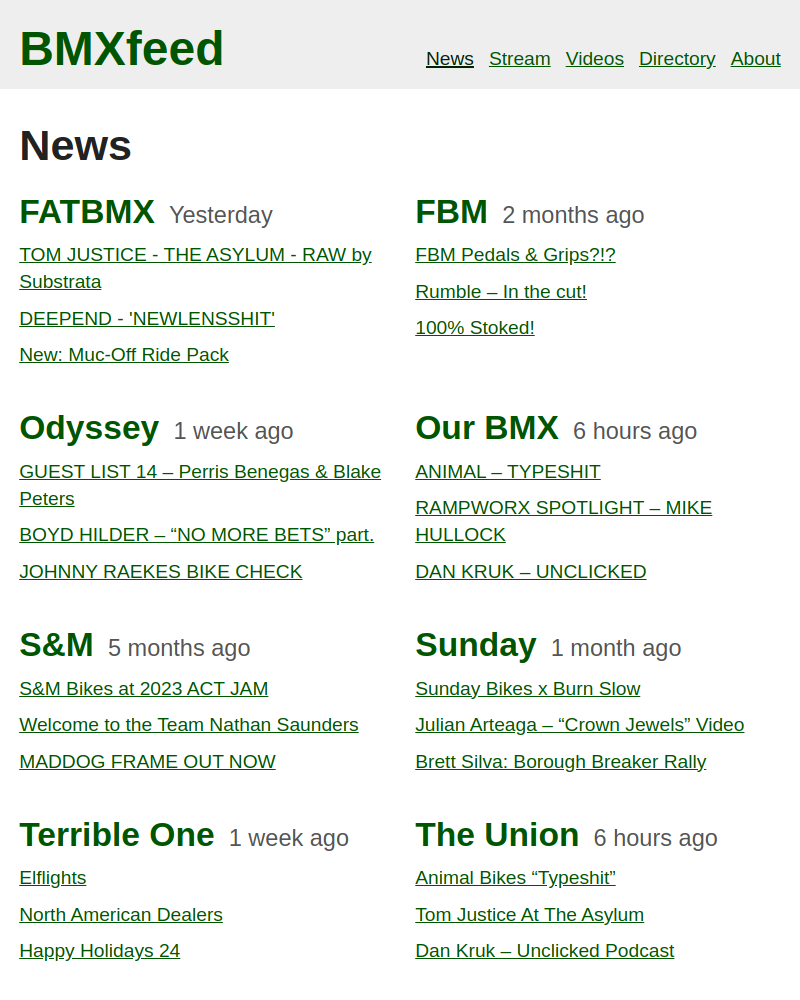 BMXfeed
News Stream Videos Directory About
News
FATBMX Yesterday
TOM JUSTICE - THE ASYLUM - RAW by
Substrata
DEEPEND - 'NEWLENSSHIT'
New: Muc-Off Ride Pack
FBM 2 months ago
FBM Pedals & Grips?!?
Rumble – In the cut!
100% Stoked!
Odyssey 1 week ago
GUEST LIST 14 – Perris Benegas & Blake
Peters
BOYD HILDER – “NO MORE BETS” part.
JOHNNY RAEKES BIKE CHECK
Our BMX 6 hours ago
ANIMAL – TYPESHIT
RAMPWORX SPOTLIGHT – MIKE
HULLOCK
DAN KRUK – UNCLICKED
S&M 5 months ago
S&M Bikes at 2023 ACT JAM
Welcome to the Team Nathan Saunders
MADDOG FRAME OUT NOW
Sunday 1 month ago
Sunday Bikes x Burn Slow
Julian Arteaga – “Crown Jewels” Video
Brett Silva: Borough Breaker Rally
Terrible One 1 week ago
Elflights
North American Dealers
Happy Holidays 24
The Union 6 hours ago
Animal Bikes “Typeshit”
Tom Justice At The Asylum
Dan Kruk – Unclicked Podcast